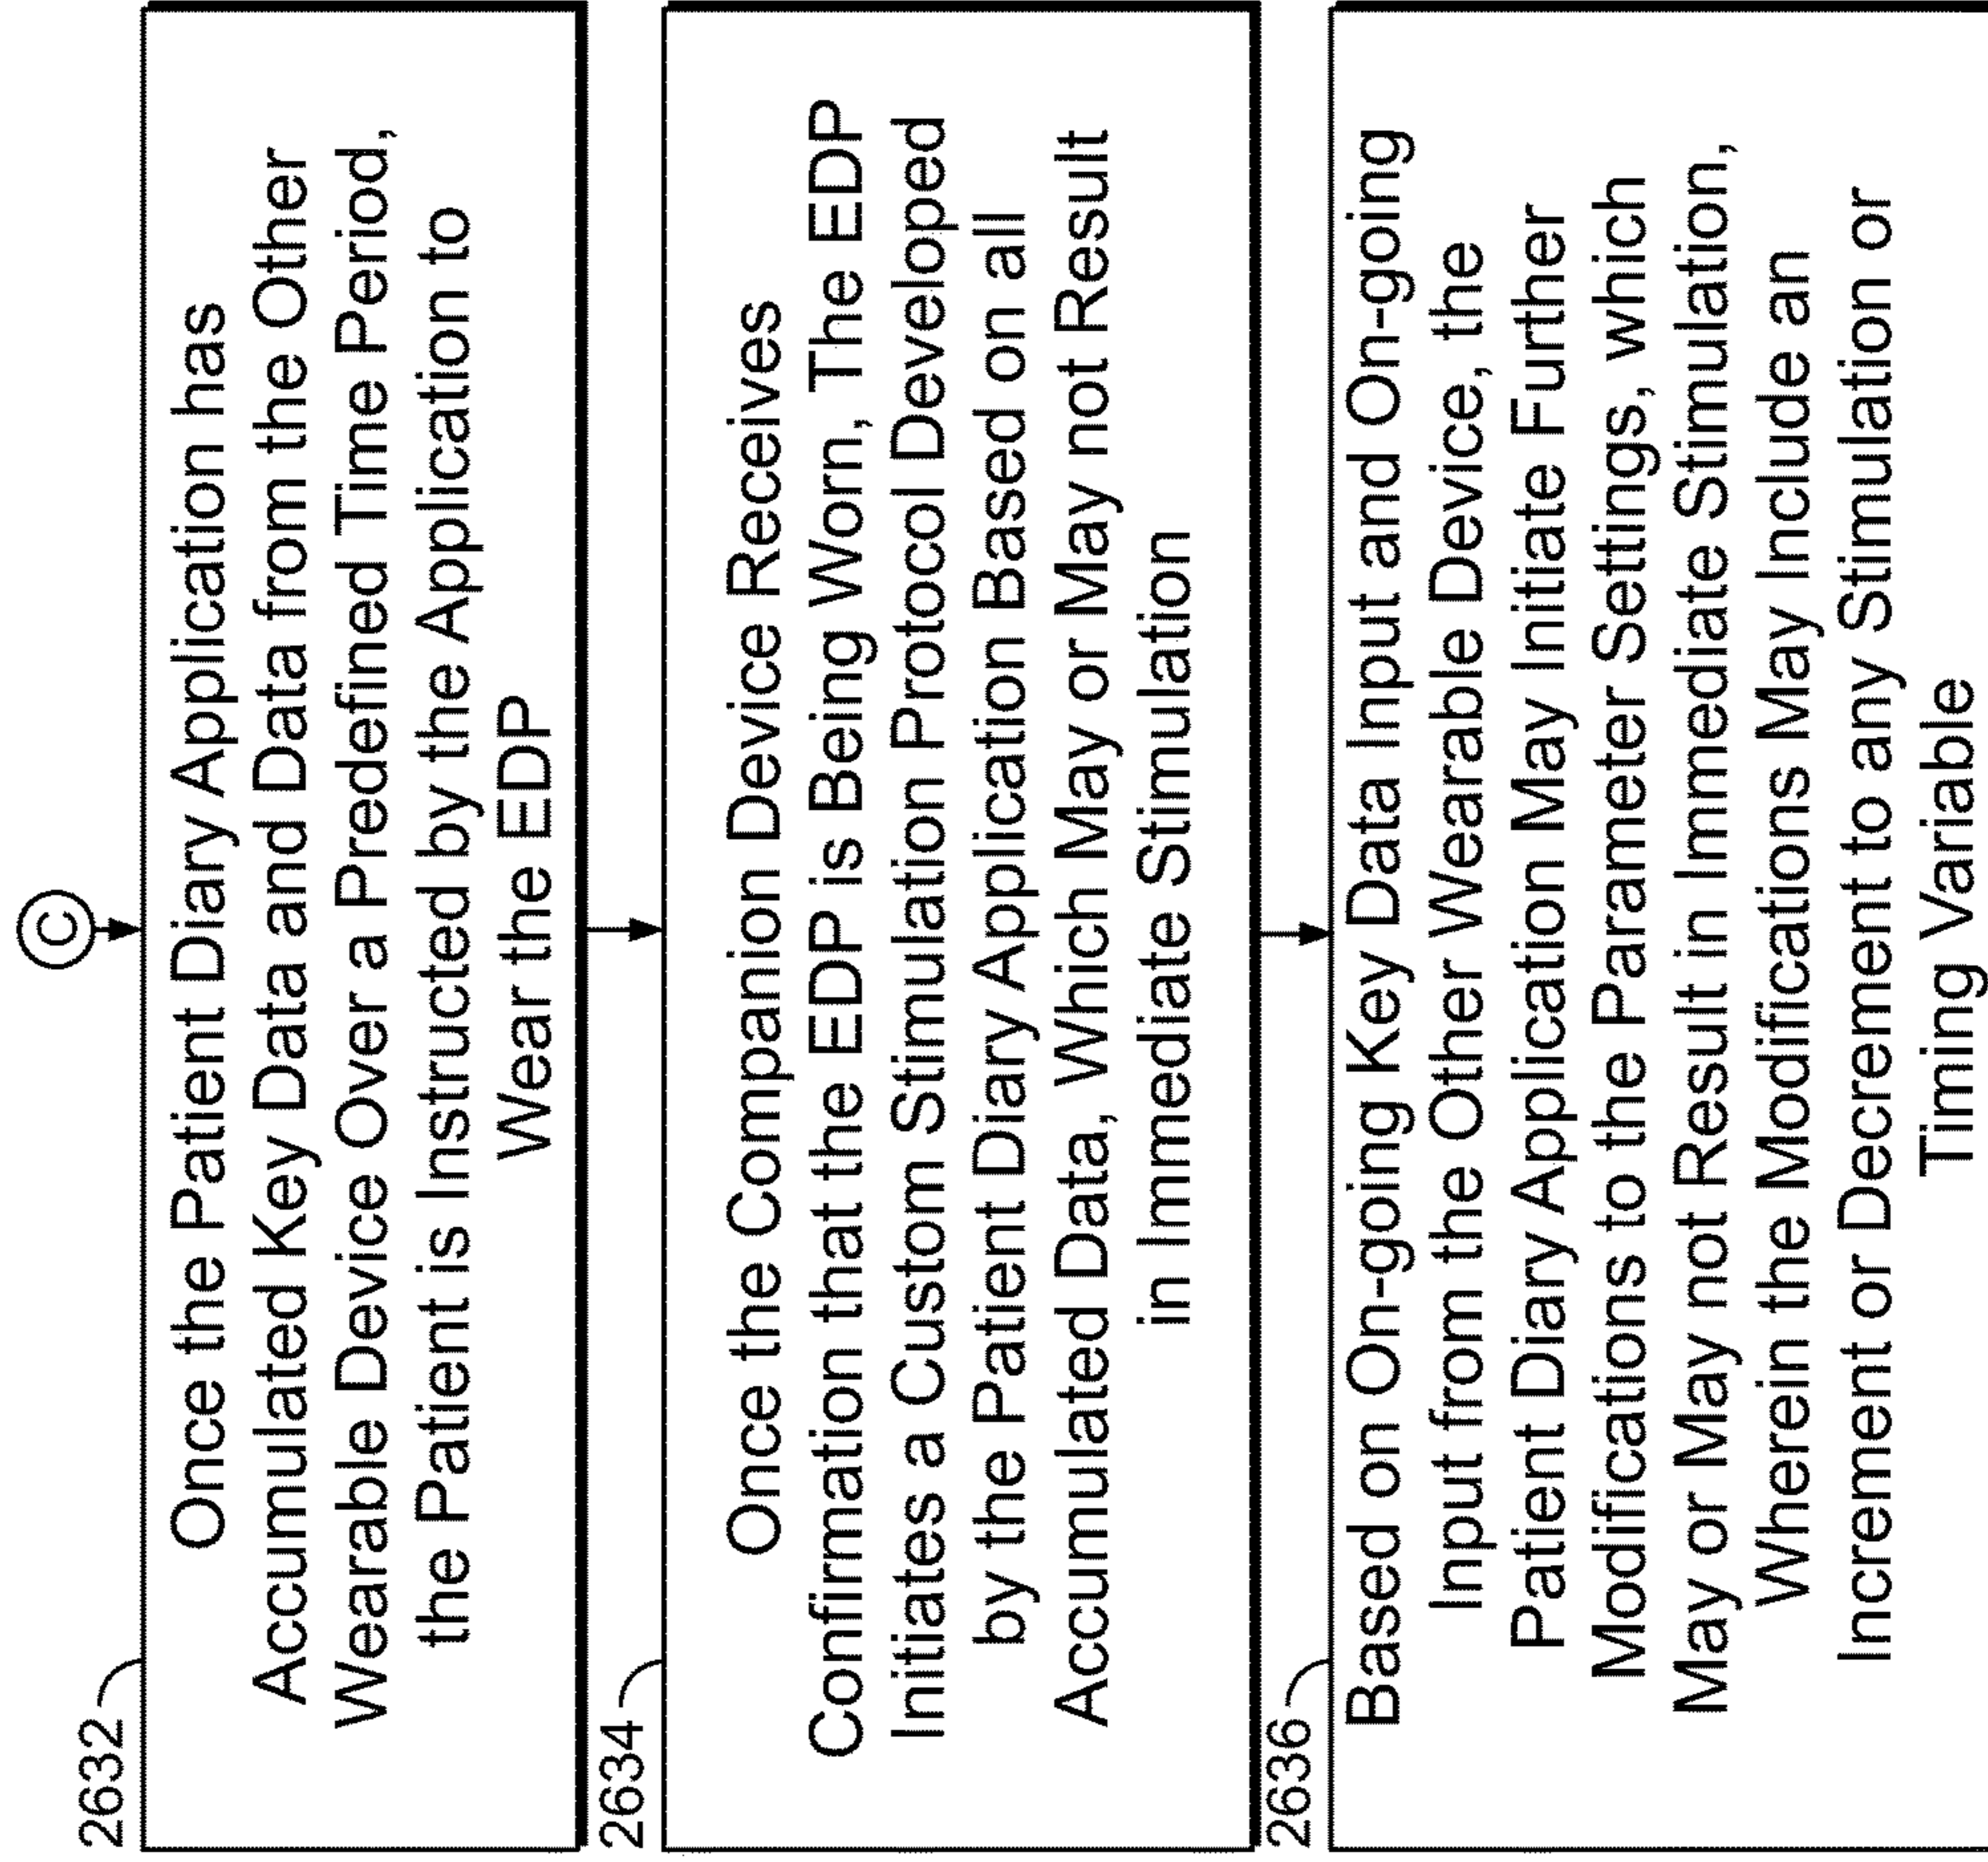 C
2632
Once the Patient Diary Application has
Accumulated Key Data and Data from the Other
Wearable Device Over a Predefined Time Period,
the Patient is Instructed by the Application to
Wear the EDP
2634
Once the Companion Device Receives
Confirmation that the EDP is Being Worn, The EDP
Initiates a Custom Stimulation Protocol Developed
by the Patient Diary Application Based on all
Accumulated Data, Which May or May not Result
in Immediate Stimulation
2636
Based on On-going Key Data Input and On-going
Input from the Other Wearable Device, the
Patient Diary Application May Initiate Further
Modifications to the Parameter Settings, which
May or May not Result in Immediate Stimulation,
Wherein the Modifications May Include an
Increment or Decrement to any Stimulation or
Timing Variable